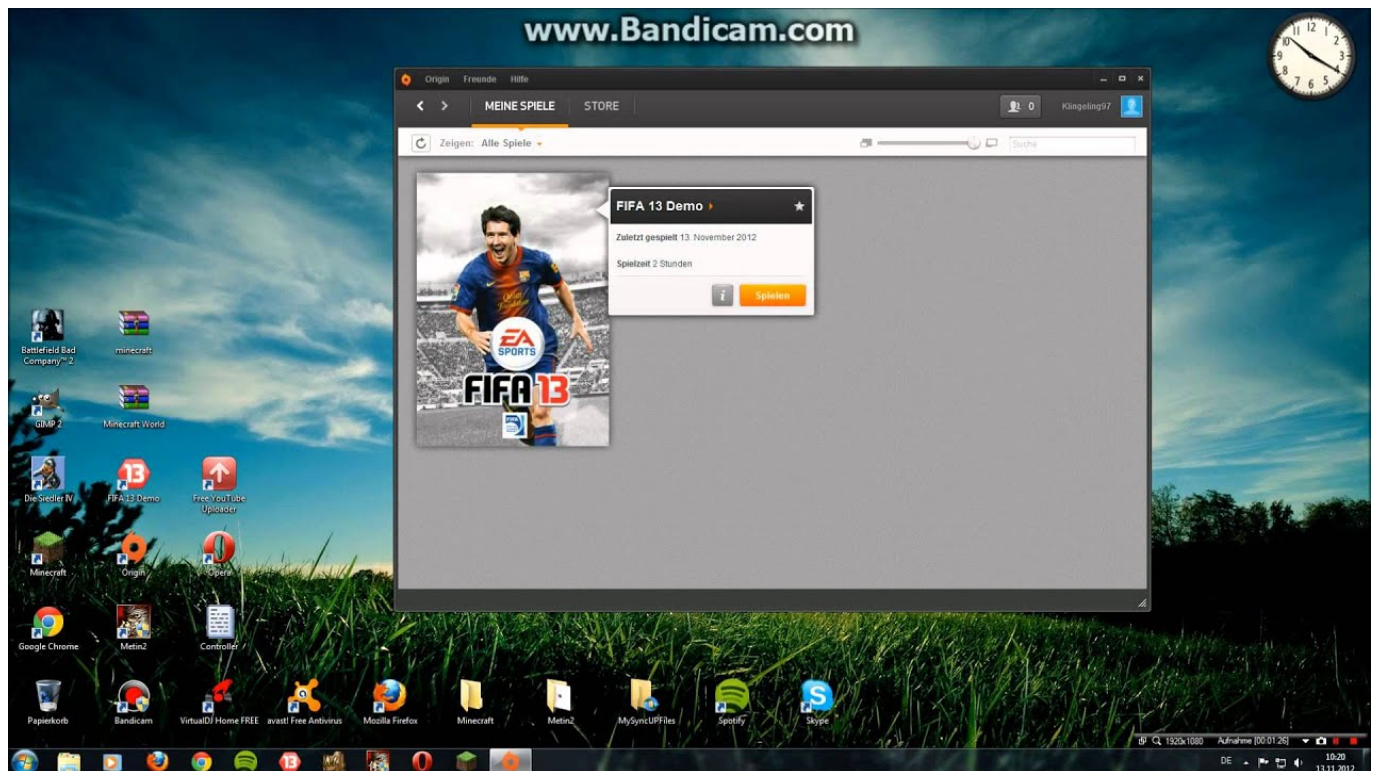 www.Bandicam.com
Origin Freunde Hilfe
MEINE SPIELE STORE
0 Klingeling97
Zeigen: Alle Spiele
Suche
FIFA 13 Demo
Zuletzt gespielt 13. November 2012
Spielzeit 2 Stunden
i Spielen
EA
SPORTS
FIFA 13
Battlefield Bad
Company™ 2
minecraft
GIMP 2
Minecraft World
Die Siedler IV
13
FIFA 13 Demo
Free YouTube
Uploader
Minecraft
Origin
Opera
Google Chrome
Metin2
Controller
Papierkorb
Bandicam
VirtualDJ Home FREE
avast! Free Antivirus
Mozilla Firefox
Minecraft
Metin2
MySyncUPFiles
Spotify
Skype
1920x1080 Aufnahme [00:01:26]
13
DE
10:20
13.11.2012